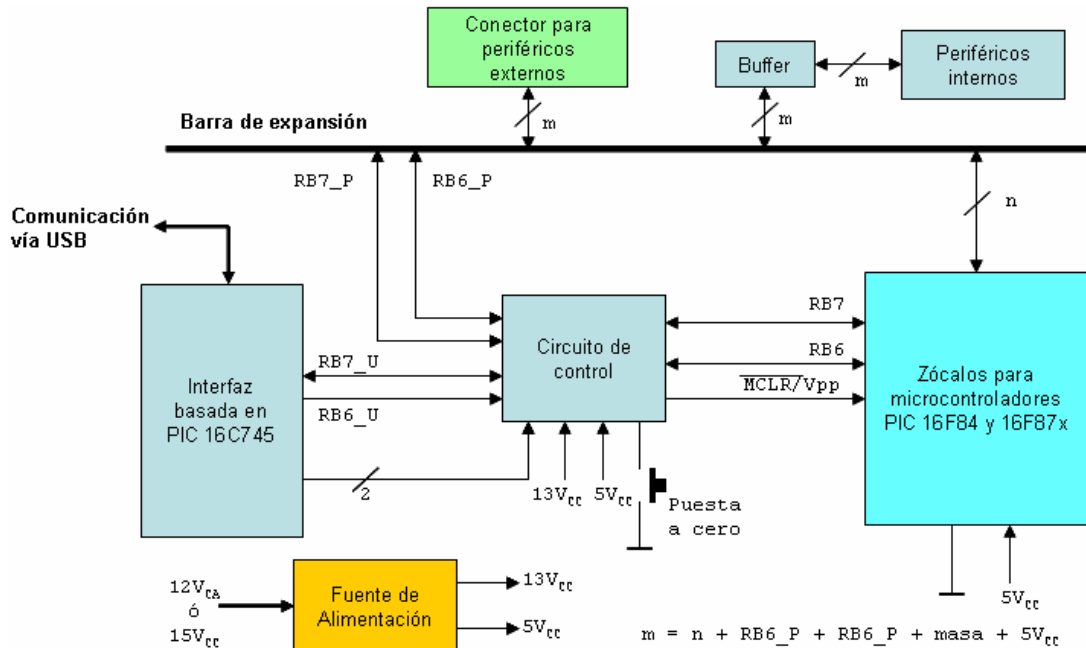 Conector para
periféricos
externos
Buffer
m
Periféricos
internos
m
m
Barra de expansión
RB7_P
RB6_P
n
Comunicación
vía USB
Interfaz
basada en
PIC 16C745
RB7_U
RB6_U
2
Circuito de
control
13VCC
5VCC
Puesta
a cero
RB7
RB6
MCLR/Vpp
Zócalos para
microcontroladores
PIC 16F84 y 16F87x
5VCC
12VCA
ó
15VCC
Fuente de
Alimentación
13VCC
5VCC
m = n + RB6_P + RB6_P + masa + 5VCC